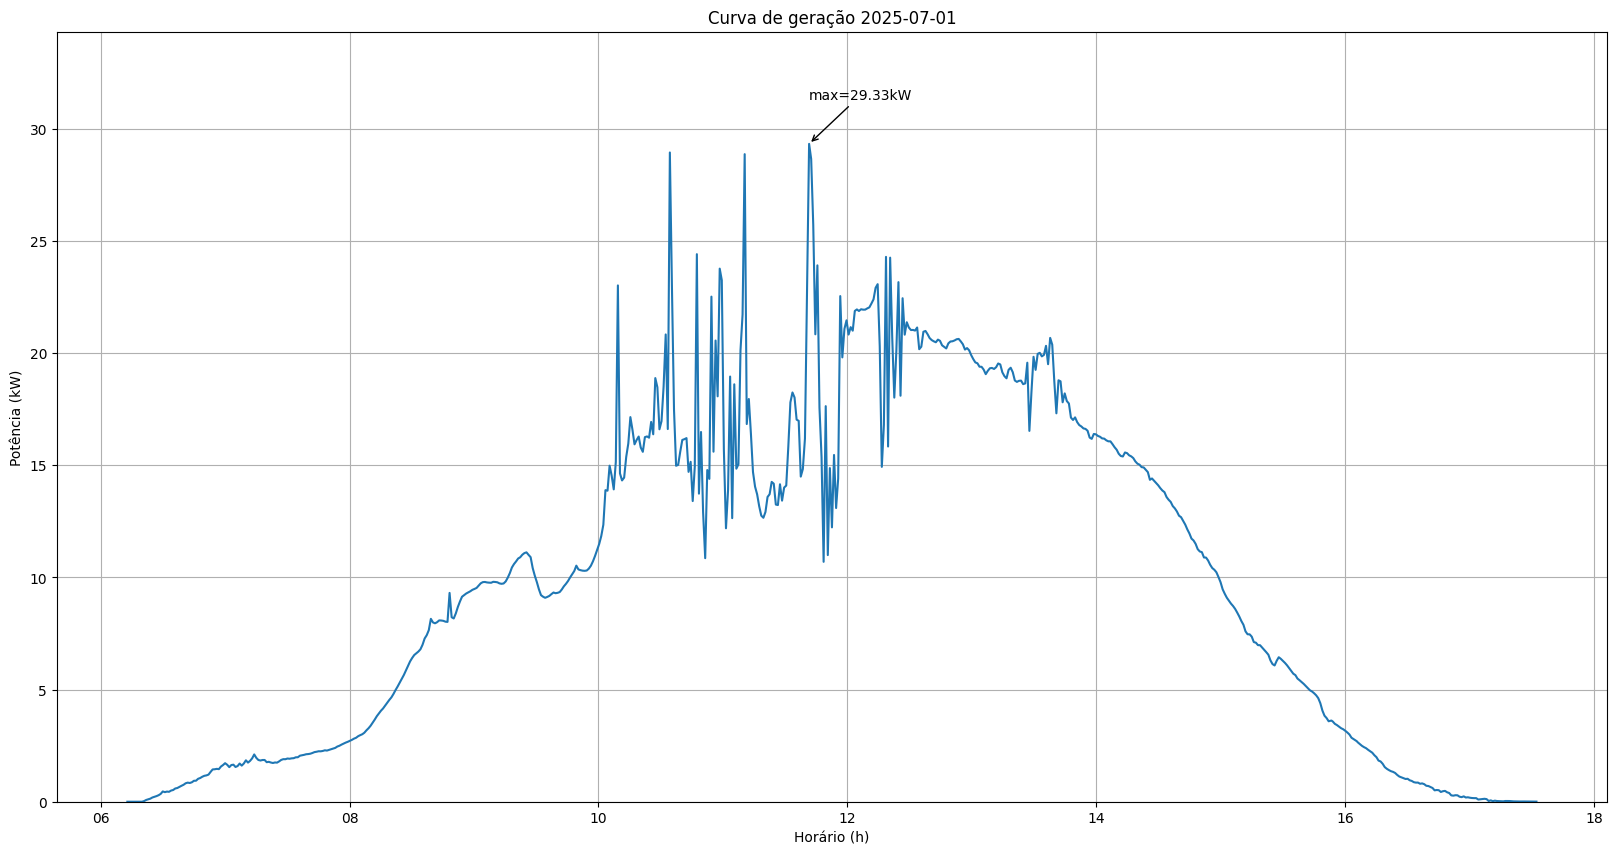 Curva de geração 2025-07-01
max=29.33kW
Potência (kW)
30
25
20
15
10
5
0
06 08 10 12 14 16 18
Horário (h)